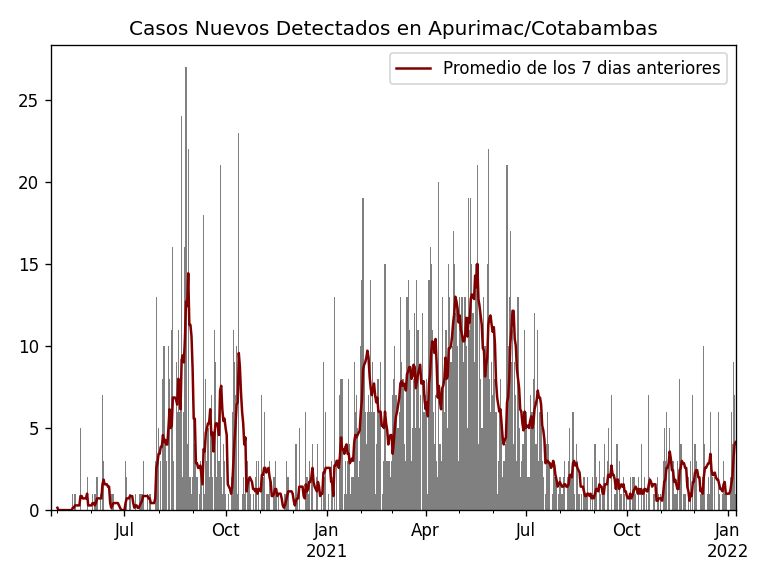 Casos Nuevos Detectados en Apurimac/Cotabambas
Promedio de los 7 dias anteriores
25
20
15
10
5
0
Jul
Oct
Jan
2021
Apr
Jul
Oct
Jan
2022